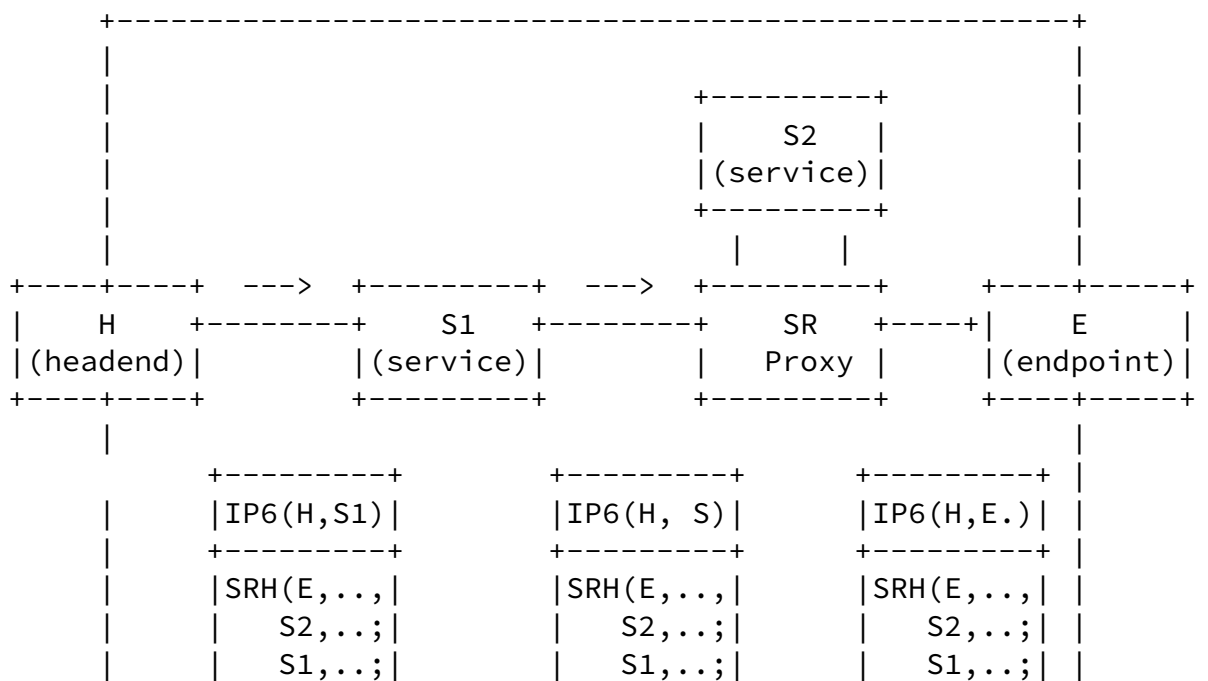 +---------------------------------------------------+
|                                                   |
|                              +---------+          |
|                              |    S2   |          |
|                              |(service)|          |
|                              +---------+          |
|                                |     |            |
+----+----+  --->  +---------+  --->  +---------+     +----+-----+
|    H    +--------+    S1   +--------+    SR   +----+|    E     |
|(headend)|        |(service)|        |   Proxy |     |(endpoint)|
+----+----+        +---------+        +---------+     +----+-----+
|                                                   |
+---------+        +---------+      +---------+ |
|     |IP6(H,S1)|        |IP6(H, S)|      |IP6(H,E.)| |
|     +---------+        +---------+      +---------+ |
|     |SRH(E,..,|        |SRH(E,..,|      |SRH(E,..,| |
|     |   S2,..;|        |   S2,..;|      |   S2,..;| |
|     |   S1,..;|        |   S1,..;|      |   S1,..;| |